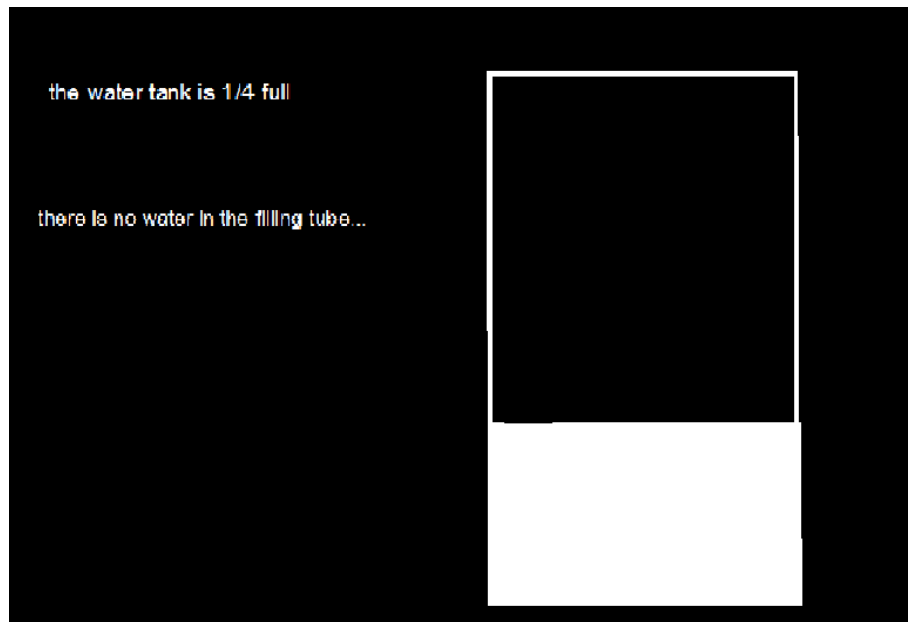 the water tank is 1/4 full
there is no water in the filling tube...